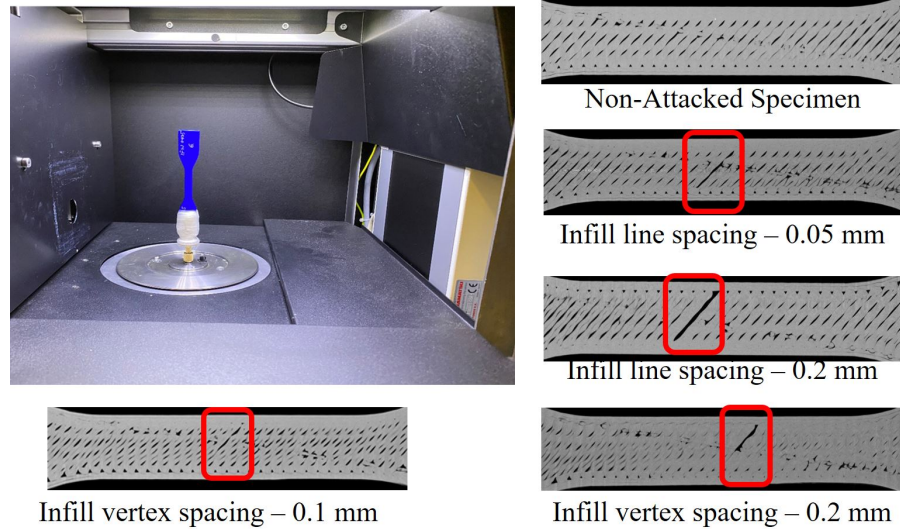 Non-Attacked Specimen
Infill line spacing – 0.05 mm
Infill line spacing – 0.2 mm
Infill vertex spacing – 0.1 mm
Infill vertex spacing – 0.2 mm